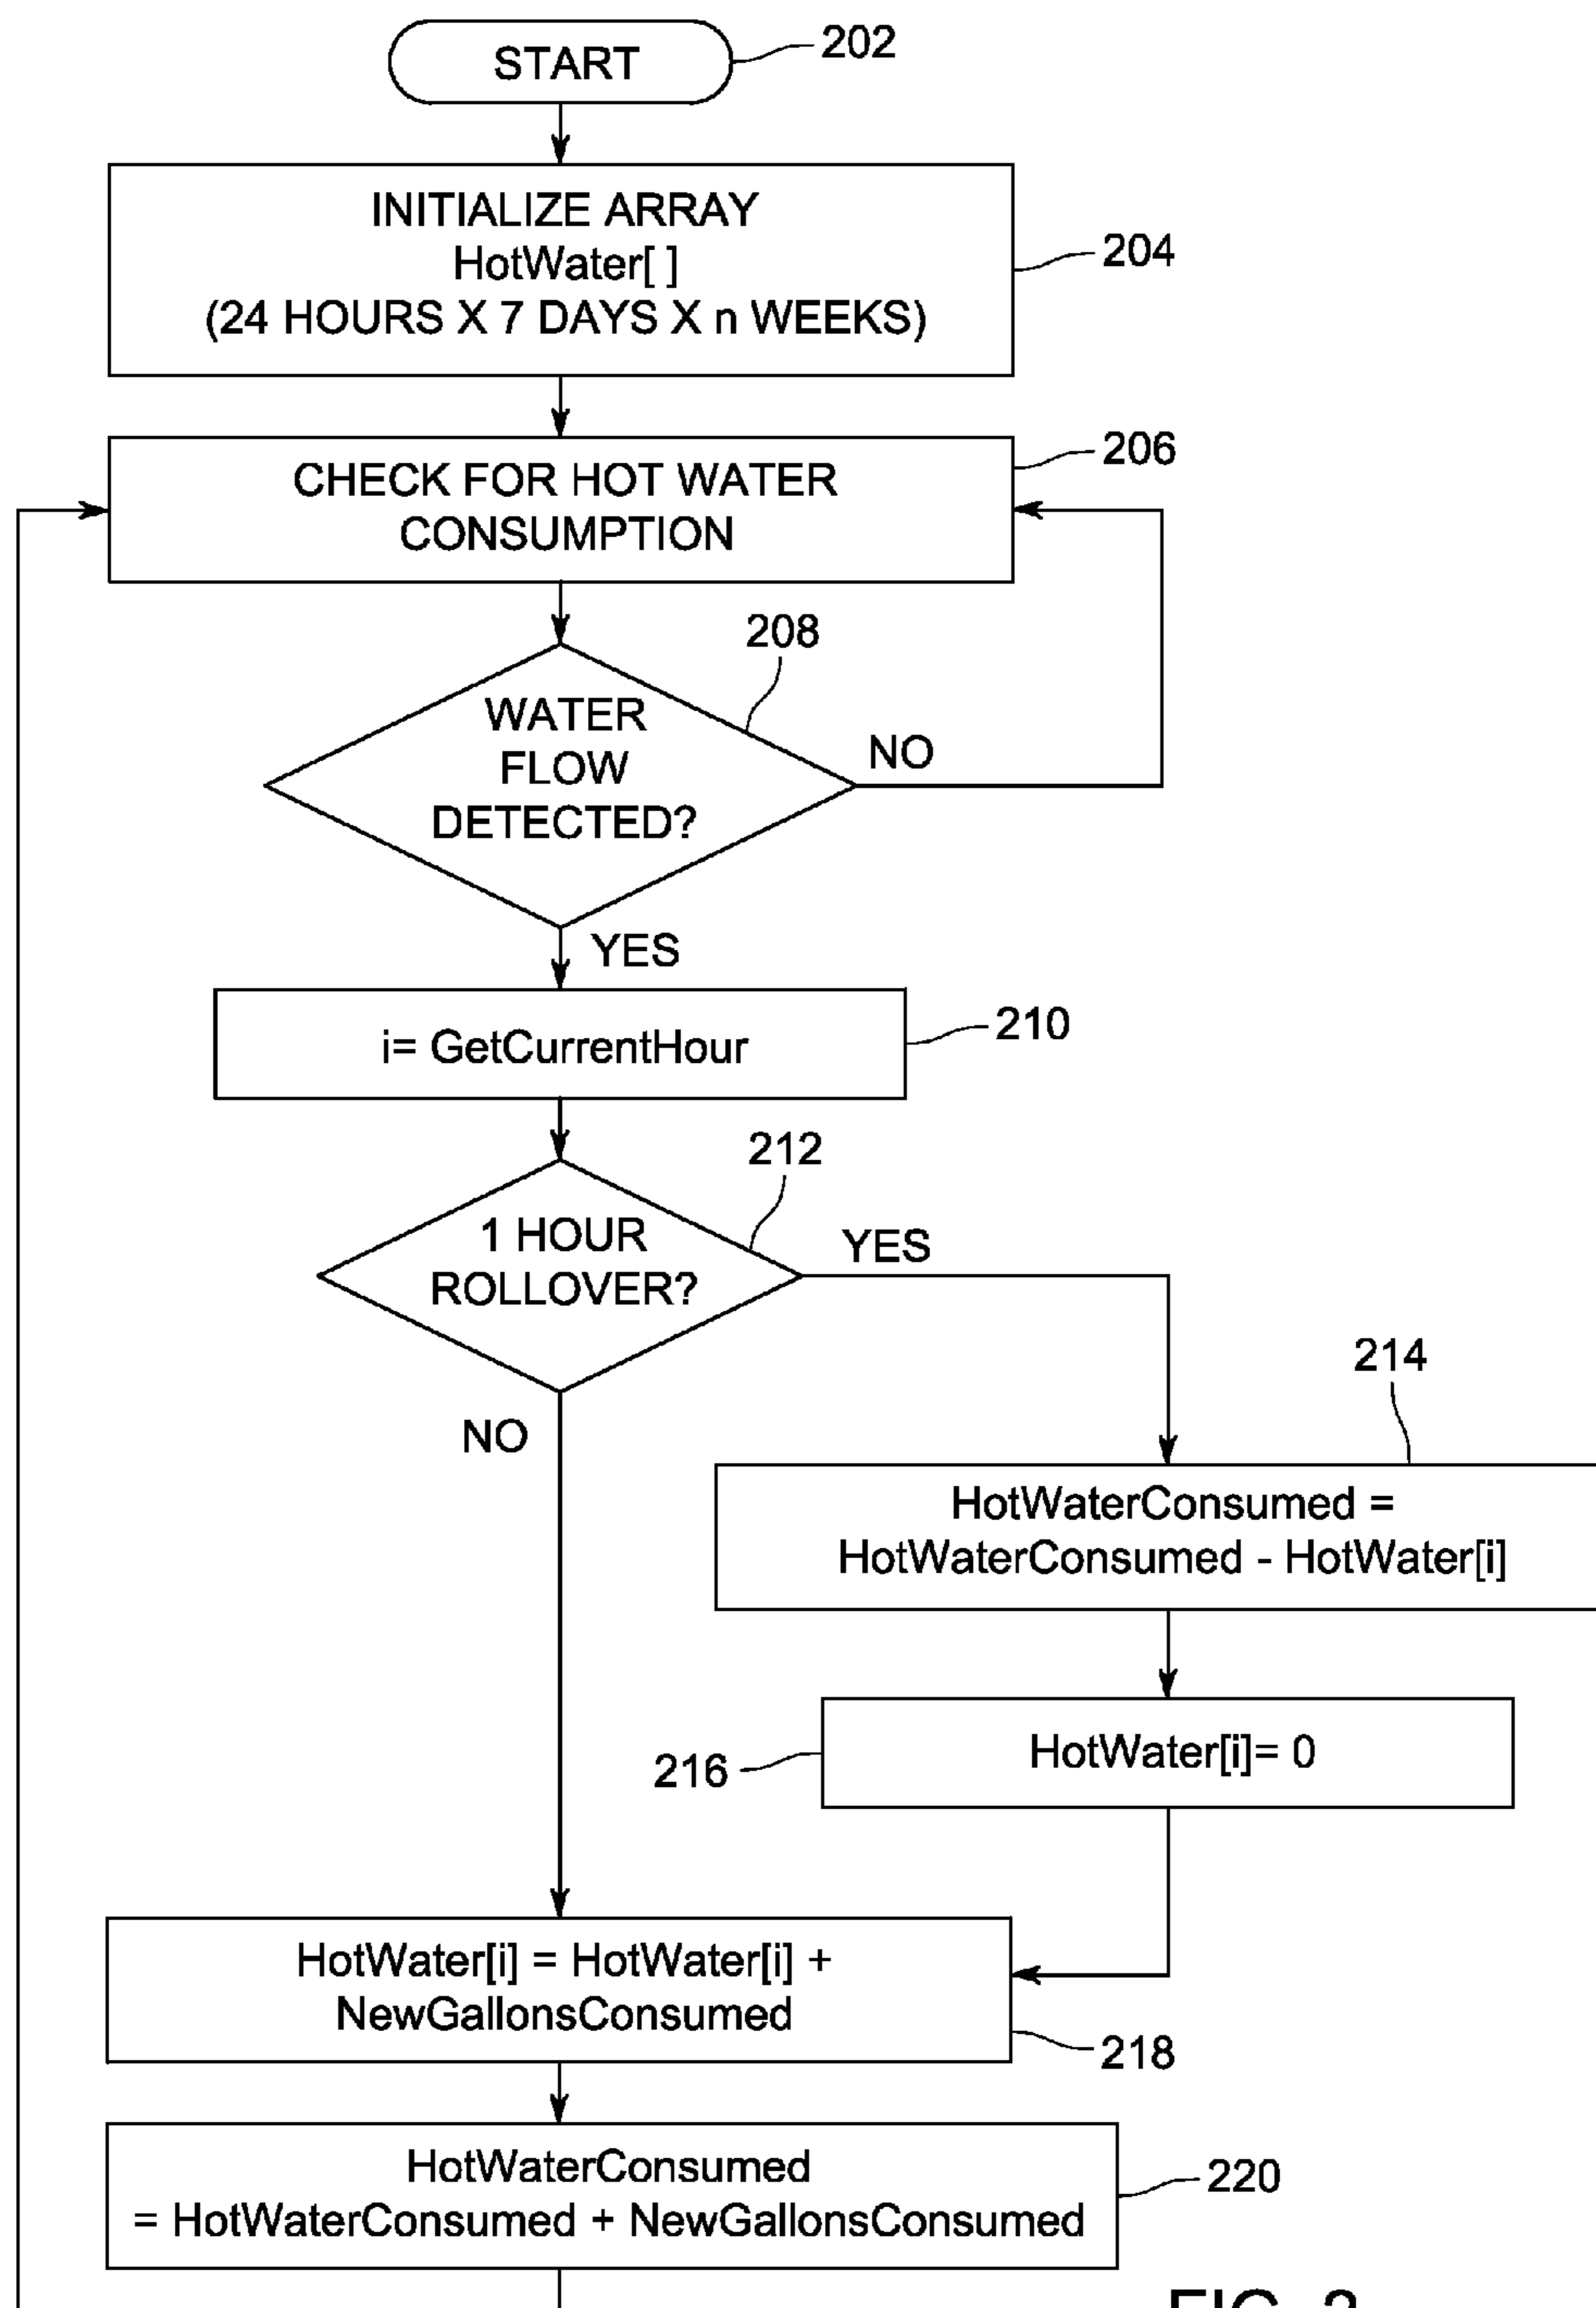 START
202
INITIALIZE ARRAY
HotWater[ ]
(24 HOURS X 7 DAYS X n WEEKS)
204
CHECK FOR HOT WATER
CONSUMPTION
206
WATER
FLOW
DETECTED?
208
NO
YES
i= GetCurrentHour
210
1 HOUR
ROLLOVER?
212
YES
NO
214
HotWaterConsumed =
HotWaterConsumed - HotWater[i]
HotWater[i]= 0
216
HotWater[i] = HotWater[i] +
NewGallonsConsumed
218
HotWaterConsumed
= HotWaterConsumed + NewGallonsConsumed
220